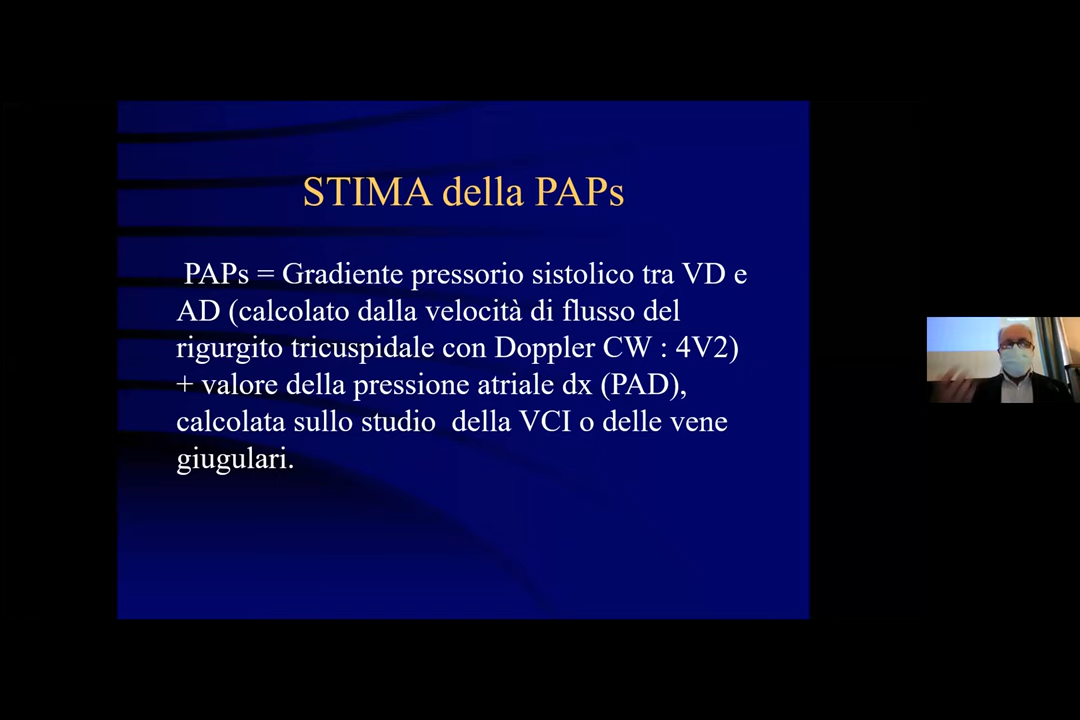 STIMA della PAPs
PAPs = Gradiente pressorio sistolico tra VD e
AD (calcolato dalla velocità di flusso del
rigurgito tricuspidale con Doppler CW : 4V2)
+ valore della pressione atriale dx (PAD),
calcolata sullo studio della VCI o delle vene
giugulari.